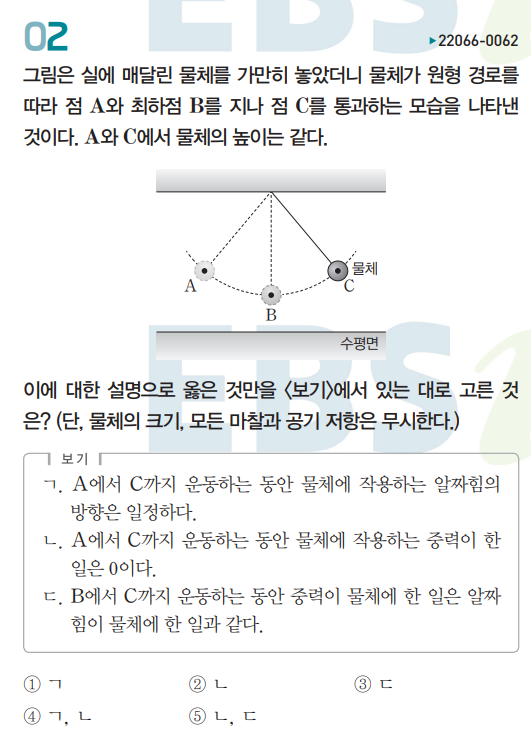 02
▶22066-0062
그림은 실에 매달린 물체를 가만히 놓았더니 물체가 원형 경로를
따라 점 A와 최하점 B를 지나 점 C를 통과하는 모습을 나타낸
것이다. A와 C에서 물체의 높이는 같다.
물체
A
C
B
수평면
이에 대한 설명으로 옳은 것만을 〈보기〉에서 있는 대로 고른 것
은? (단, 물체의 크기, 모든 마찰과 공기 저항은 무시한다.)
보기
ㄱ. A에서 C까지 운동하는 동안 물체에 작용하는 알짜힘의
방향은 일정하다.
ㄴ. A에서 C까지 운동하는 동안 물체에 작용하는 중력이 한
일은 0이다.
ㄷ. B에서 C까지 운동하는 동안 중력이 물체에 한 일은 알짜
힘이 물체에 한 일과 같다.
① ㄱ ② ㄴ ③ ㄷ
④ ㄱ, ㄴ ⑤ ㄴ, ㄷ
EBSi
EBSi